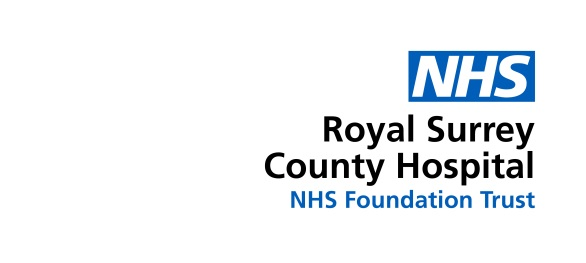 NHS
Royal Surrey
County Hospital
NHS Foundation Trust